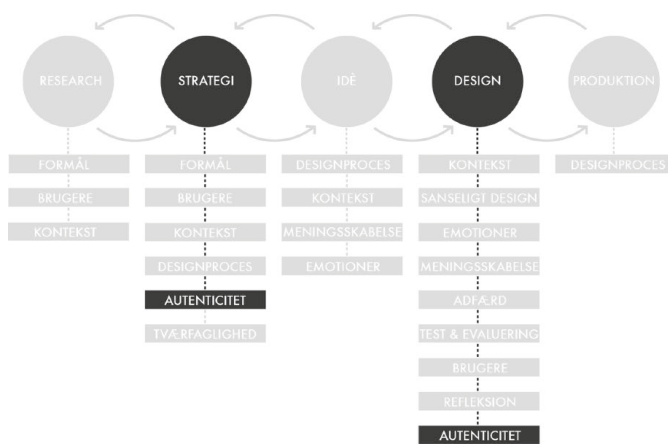 RESEARCH
STRATEGI
IDÈ
DESIGN
PRODUKTION
FORMÅL
BRUGERE
KONTEKST
FORMÅL
BRUGERE
KONTEKST
DESIGNPROCES
AUTENTICITET
TVÆRFAGLIGHED
DESIGNPROCES
KONTEKST
MENINGSSKABELSE
EMOTIONER
KONTEKST
SANSELIGT DESIGN
EMOTIONER
MENINGSSKABELSE
ADFÆRD
TEST & EVALUERING
BRUGERE
REFLEKSION
AUTENTICITET
DESIGNPROCES